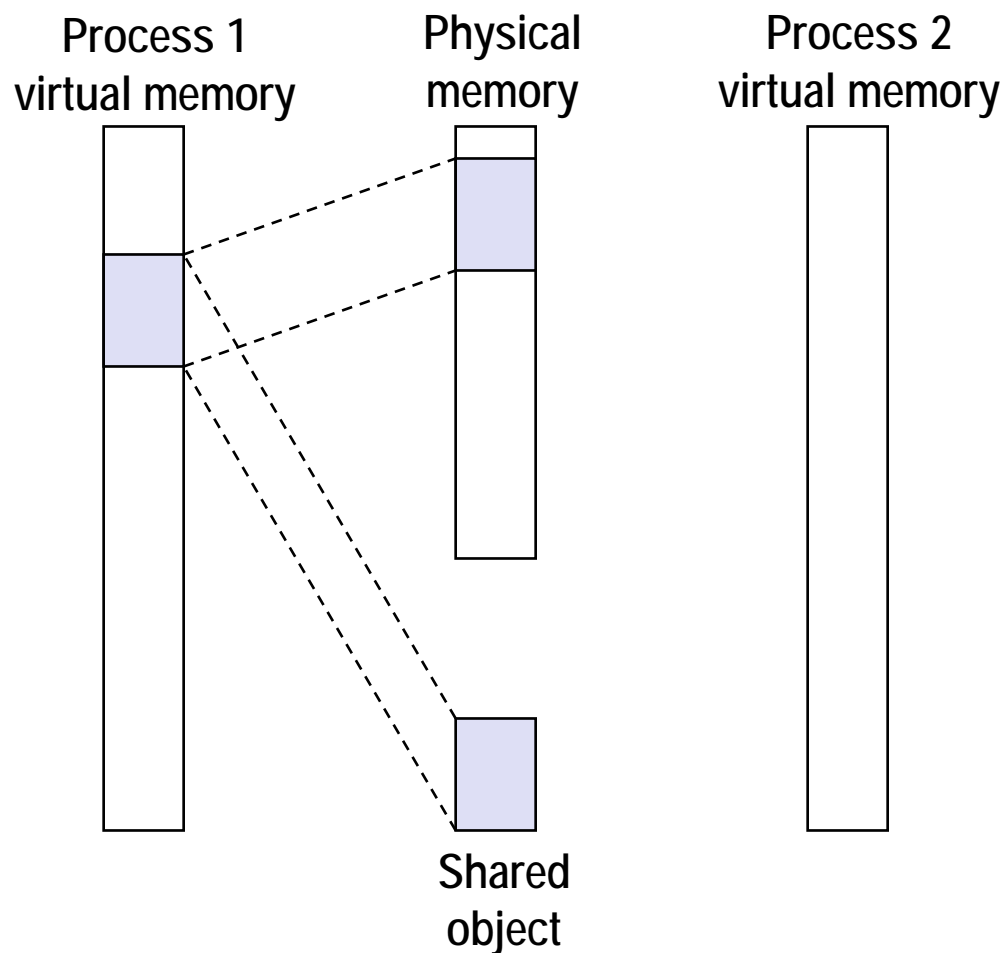 Process 1
virtual memory
Physical
memory
Process 2
virtual memory
Shared
object